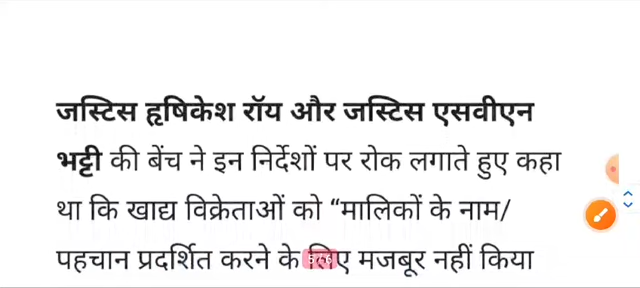 जस्टिस हृषिकेश रॉय और जस्टिस एसवीएन
भट्टी की बेंच ने इन निर्देशों पर रोक लगाते हुए कहा
था कि खाद्य विक्रेताओं को “मालिकों के नाम/
पहचान प्रदर्शित करने के लिए मजबूर नहीं किया